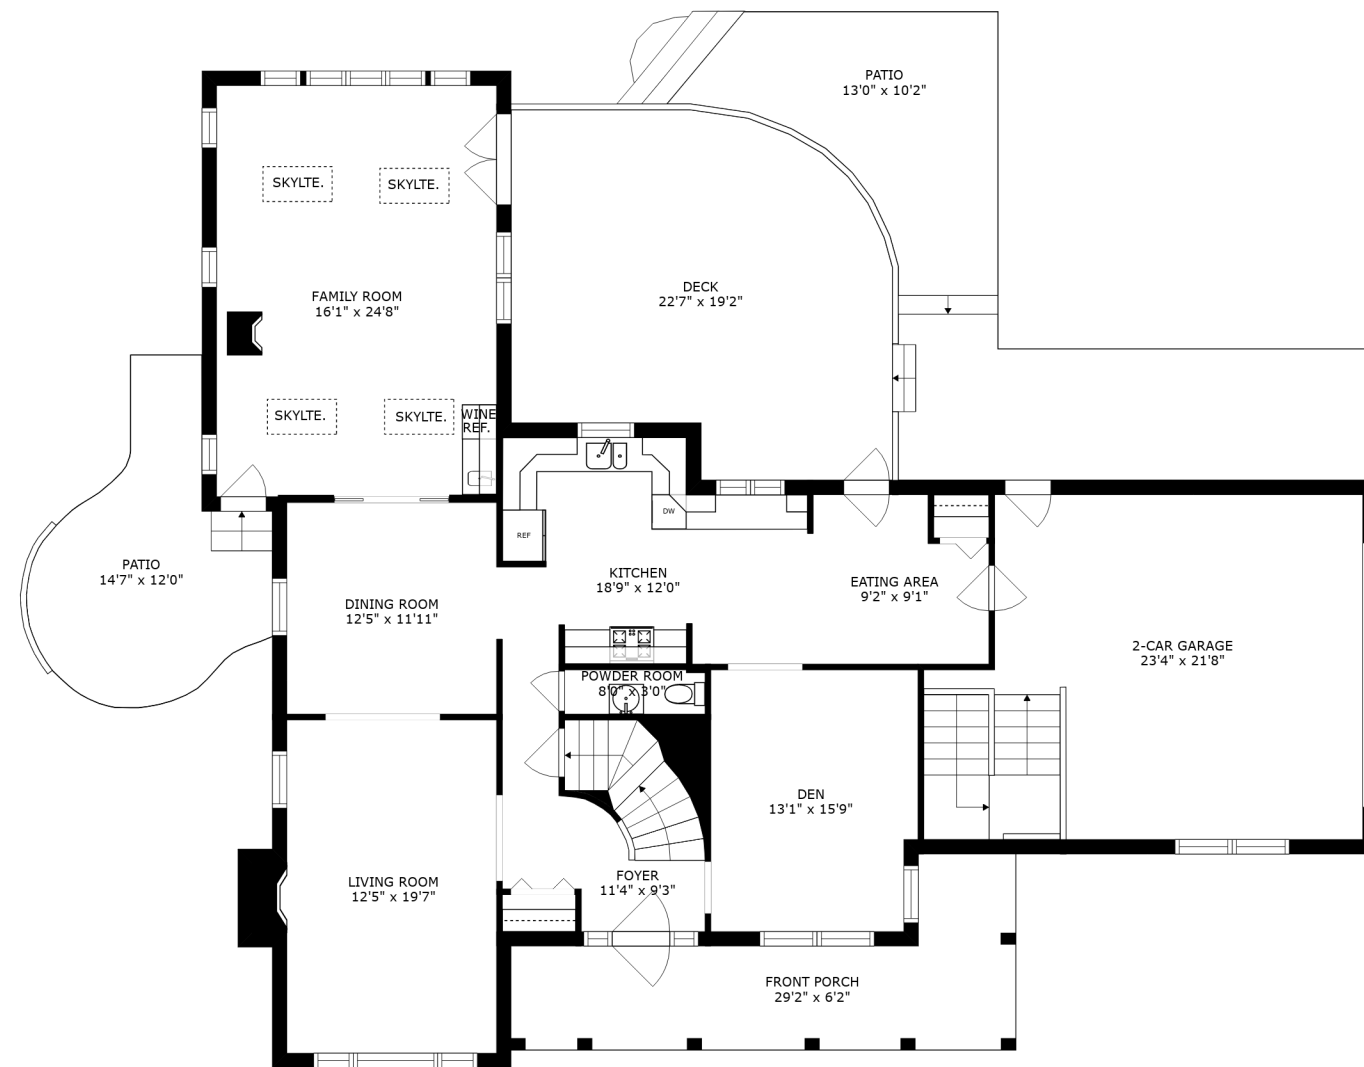 PATIO
13'0" x 10'2"
SKYLTE.
SKYLTE.
DECK
22'7" x 19'2"
FAMILY ROOM
16'1" x 24'8"
SKYLTE.
SKYLTE.
WINE
REF.
DW
REF
PATIO
14'7" x 12'0"
KITCHEN
18'9" x 12'0"
EATING AREA
9'2" x 9'1"
DINING ROOM
12'5" x 11'11"
2-CAR GARAGE
23'4" x 21'8"
POWDER ROOM
8'0" x 3'0"
DEN
13'1" x 15'9"
LIVING ROOM
12'5" x 19'7"
FOYER
11'4" x 9'3"
FRONT PORCH
29'2" x 6'2"